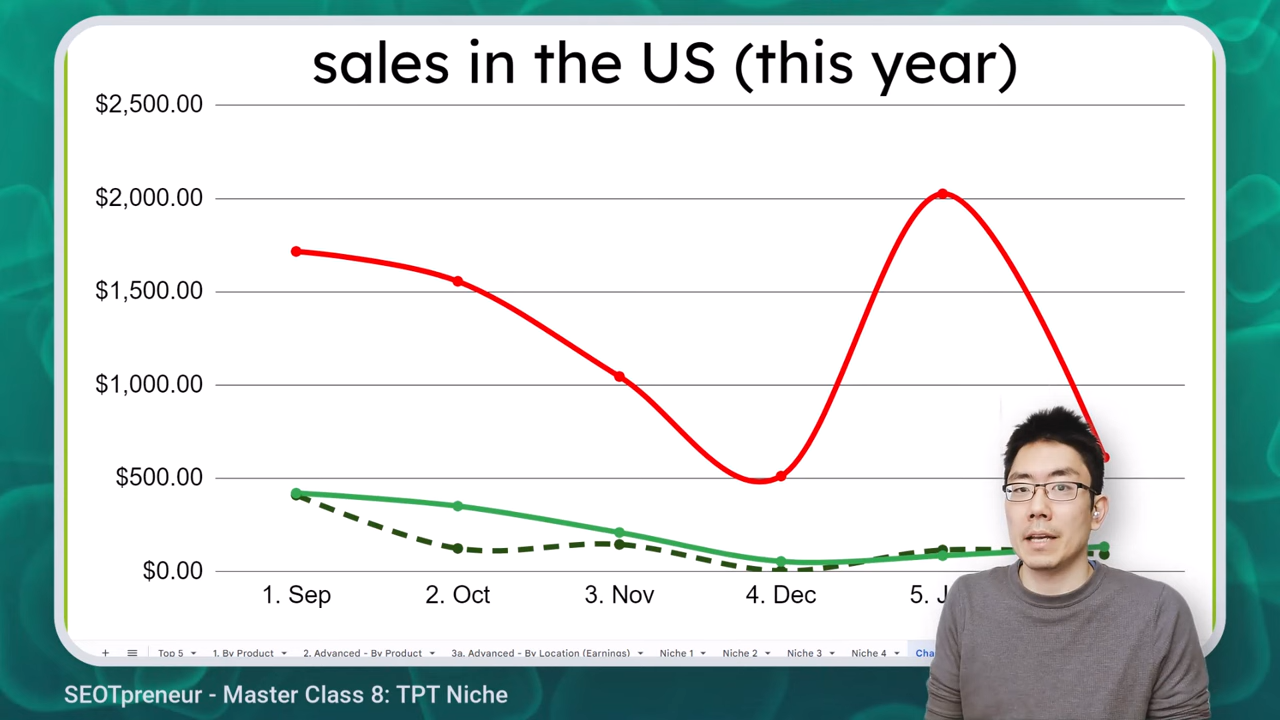 sales in the US (this year)
$2,500.00
$2,000.00
$1,500.00
$1,000.00
$500.00
$0.00
1. Sep 2. Oct 3. Nov 4. Dec 5. J
+ Top 5 1. By Product 2. Advanced - By Product 3a. Advanced - By Location (Earnings) Niche 1 Niche 2 Niche 3 Niche 4 Cha
SEOTpreneur - Master Class 8: TPT Niche